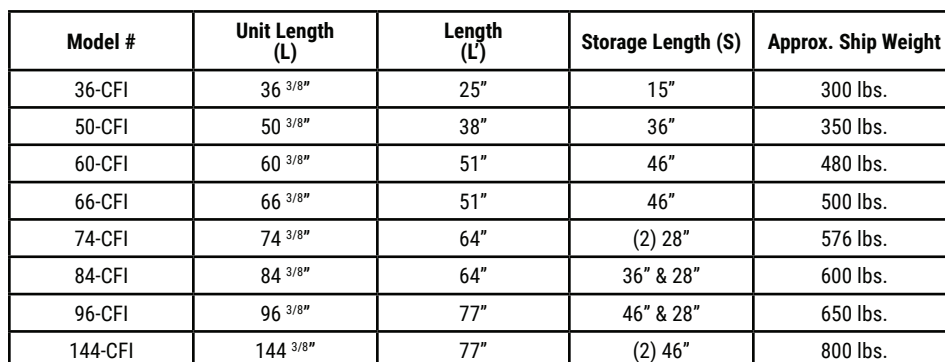 Model # Unit Length (L) Length (L') Storage Length (S) Approx. Ship Weight
36-CFI 36 3/8" 25" 15" 300 lbs.
50-CFI 50 3/8" 38" 36" 350 lbs.
60-CFI 60 3/8" 51" 46" 480 lbs.
66-CFI 66 3/8" 51" 46" 500 lbs.
74-CFI 74 3/8" 64" (2) 28" 576 lbs.
84-CFI 84 3/8" 64" 36" & 28" 600 lbs.
96-CFI 96 3/8" 77" 46" & 28" 650 lbs.
144-CFI 144 3/8" 77" (2) 46" 800 lbs.